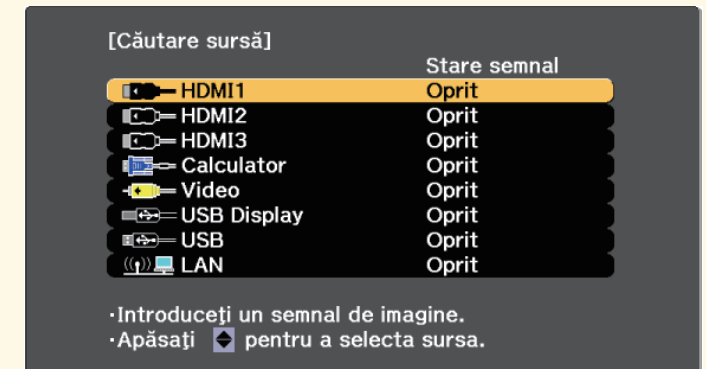 [Căutare sursă]
Stare semnal
HDMI1 Oprit
HDMI2 Oprit
HDMI3 Oprit
Calculator Oprit
Video Oprit
USB Display Oprit
USB Oprit
LAN Oprit
·Introduceţi un semnal de imagine.
·Apăsaţi pentru a selecta sursa.